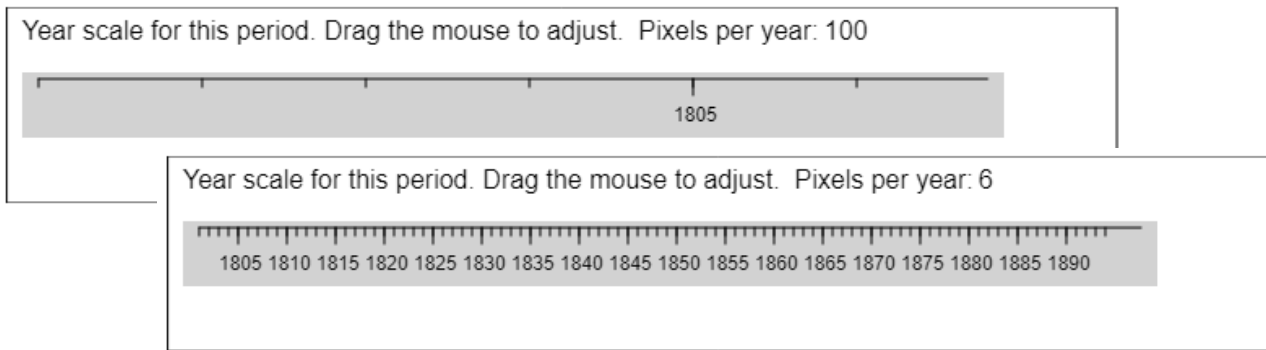 Year scale for this period. Drag the mouse to adjust.  Pixels per year: 100
1805
Year scale for this period. Drag the mouse to adjust.  Pixels per year: 6
1805 1810 1815 1820 1825 1830 1835 1840 1845 1850 1855 1860 1865 1870 1875 1880 1885 1890